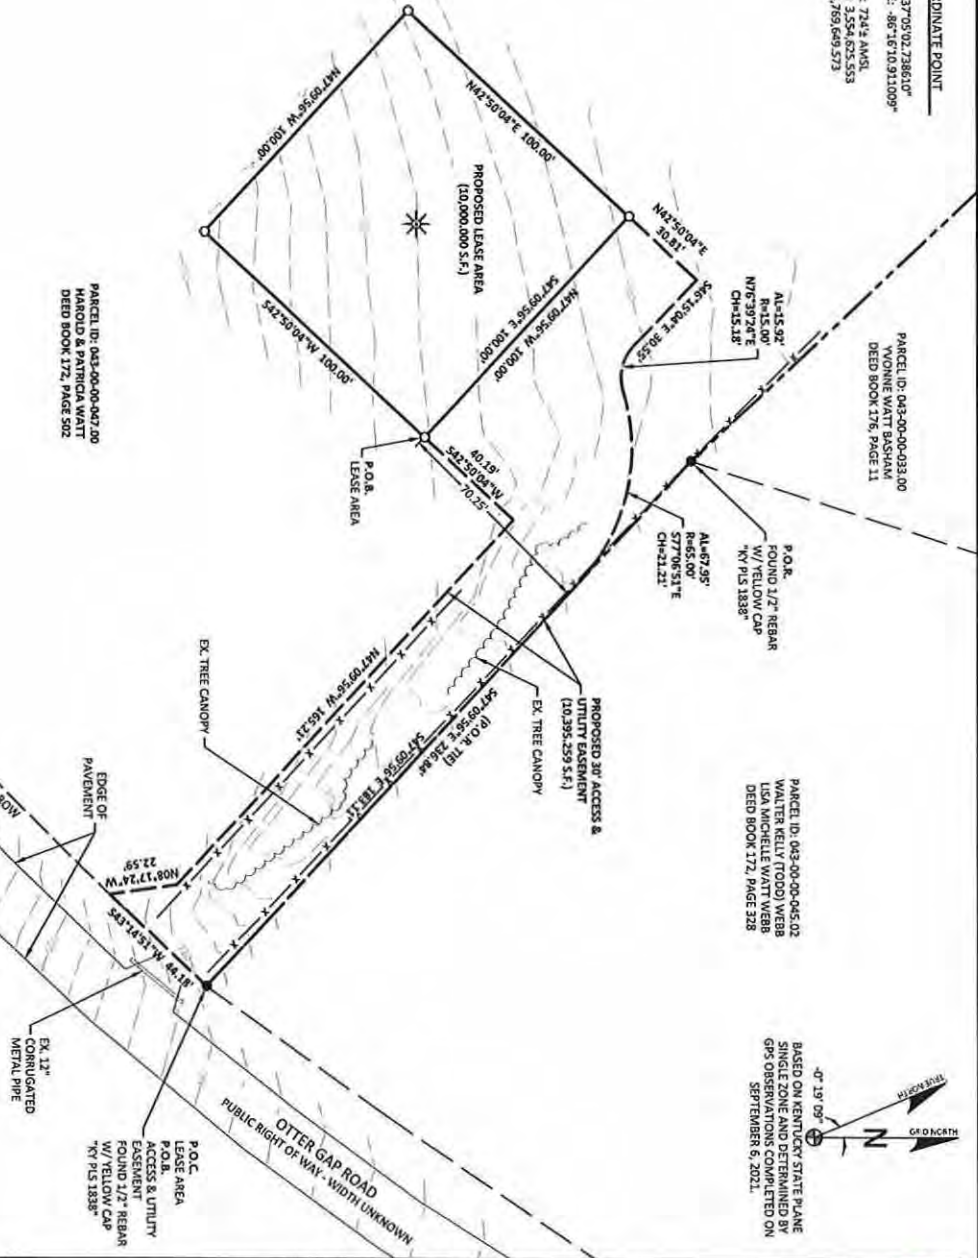 DINATE POINT
37°05'02.738610"
: -86°16'10.911009"
: 724'± AMSL
3,554,625.553
,769,649.573
PARCEL ID: 043-00-00-033.00
YVONNE WATT BASHAM
DEED BOOK 176, PAGE 11
PARCEL ID: 043-00-00-045.02
WALTER KELLY (TODD) WEBB
LISA MICHELLE WATT WEBB
DEED BOOK 172, PAGE 328
TRUE NORTH
GRID NORTH
N
-0° 19' 09"
BASED ON KENTUCKY STATE PLANE
SINGLE ZONE AND DETERMINED BY
GPS OBSERVATIONS COMPLETED ON
SEPTEMBER 6, 2021.
AL=15.92'
R=15.00'
N76°39'24"E
CH=15.18'
N42°50'04"E
30.81'
S46°15'04"E 30.55'
P.O.R.
FOUND 1/2" REBAR
W/ YELLOW CAP
"KY PLS 1838"
AL=67.95'
R=65.00'
S77°06'51"E
CH=21.21'
N42°50'04"E 100.00'
N47°09'56"W 100.00'
PROPOSED LEASE AREA
(10,000.000 S.F.)
N47°09'56"W 100.00'
S47°09'56"E 100.00'
S42°50'04"W 100.00'
40.19'
S42°50'04"W
70.25'
P.O.B.
LEASE AREA
PROPOSED 30' ACCESS &
UTILITY EASEMENT
(10,395.259 S.F.)
EX. TREE CANOPY
S47°09'56"E 236.84'
(P.O.R. TIE)
S47°09'56"E 183.11'
N47°09'56"W 165.21'
EX. TREE CANOPY
PARCEL ID: 043-00-00-047.00
HAROLD & PATRICIA WATT
DEED BOOK 172, PAGE 502
N08°17'24"W
22.59'
S43°14'51"W 44.18'
EDGE OF
PAVEMENT
ROW
EX. 12"
CORRUGATED
METAL PIPE
OTTER GAP ROAD
PUBLIC RIGHT OF WAY - WIDTH UNKNOWN
P.O.C.
LEASE AREA
P.O.B.
ACCESS & UTILITY
EASEMENT
FOUND 1/2" REBAR
W/ YELLOW CAP
"KY PLS 1838"